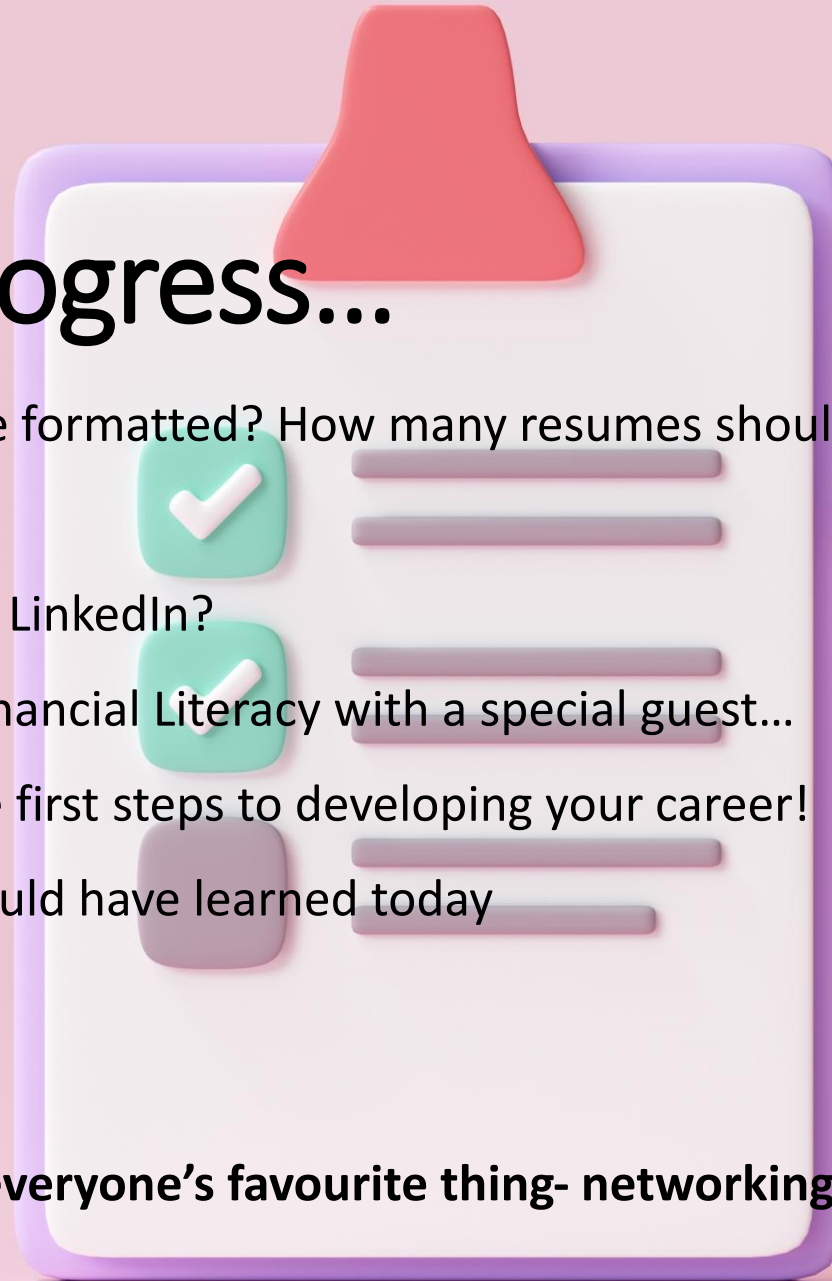 ogress...
e formatted? How many resumes shoul
LinkedIn?
nancial Literacy with a special guest...
e first steps to developing your career!
uld have learned today
everyone’s favourite thing- networking